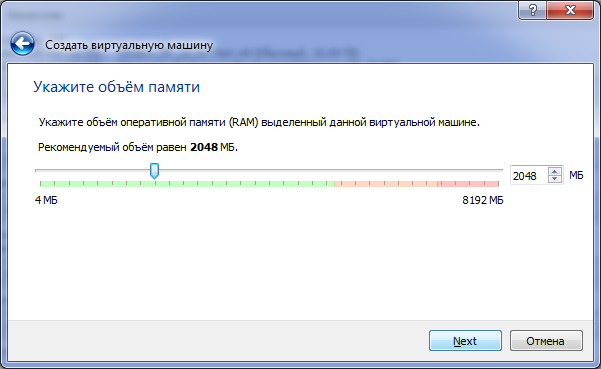 Создать виртуальную машину
Укажите объём памяти
Укажите объём оперативной памяти (RAM) выделенный данной виртуальной машине.
Рекомендуемый объём равен 2048 МБ.
2048 МБ
4 МБ 8192 МБ
Next Отмена